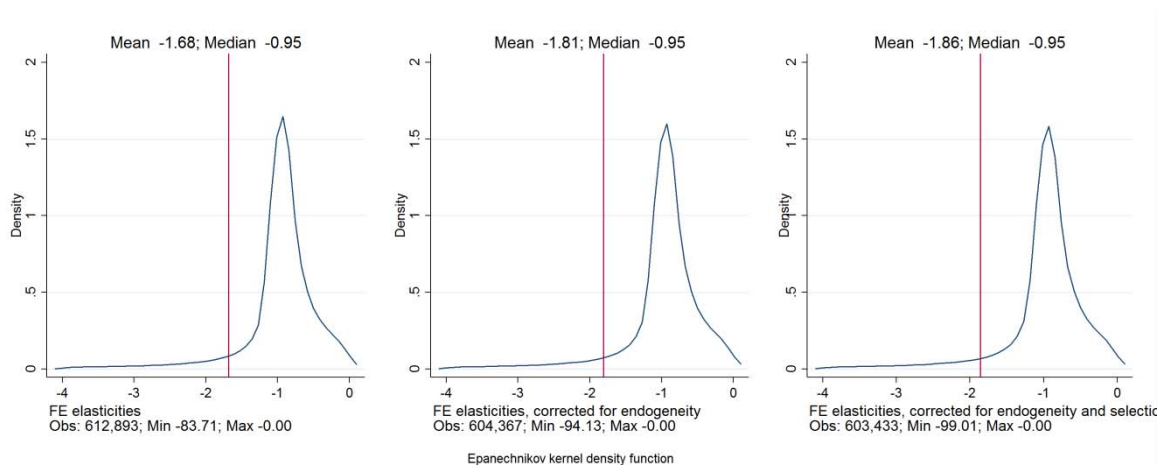 Mean -1.68; Median -0.95
2
1.5
1
.5
0
Density
-4 -3 -2 -1 0
FE elasticities
Obs: 612,893; Min -83.71; Max -0.00
Mean -1.81; Median -0.95
2
1.5
1
.5
0
Density
-4 -3 -2 -1 0
FE elasticities, corrected for endogeneity
Obs: 604,367; Min -94.13; Max -0.00
Mean -1.86; Median -0.95
2
1.5
1
.5
0
Density
-4 -3 -2 -1 0
FE elasticities, corrected for endogeneity and selectio
Obs: 603,433; Min -99.01; Max -0.00
Epanechnikov kernel density function